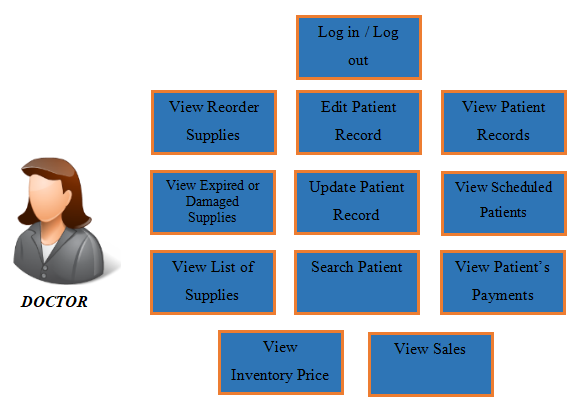 Log in / Log
out
View Reorder
Supplies
Edit Patient
Record
View Patient
Records
View Expired or
Damaged
Supplies
Update Patient
Record
View Scheduled
Patients
View List of
Supplies
Search Patient
View Patient’s
Payments
DOCTOR
View
Inventory Price
View Sales